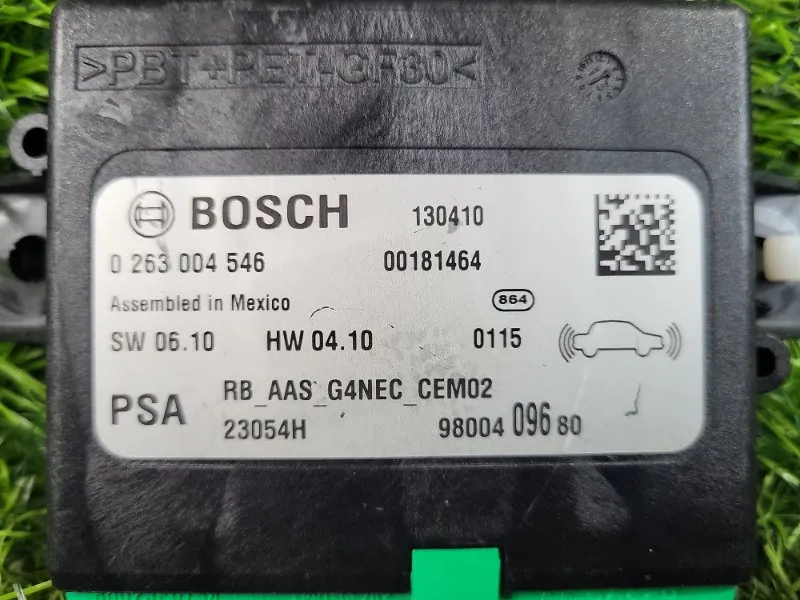 >PBT+PET-GF30<
BOSCH 130410
0 263 004 546 00181464
Assembled in Mexico 864
SW 06.10 HW 04.10 0115
PSA RB_AAS_G4NEC_CEM02
23054H 98004 096 80